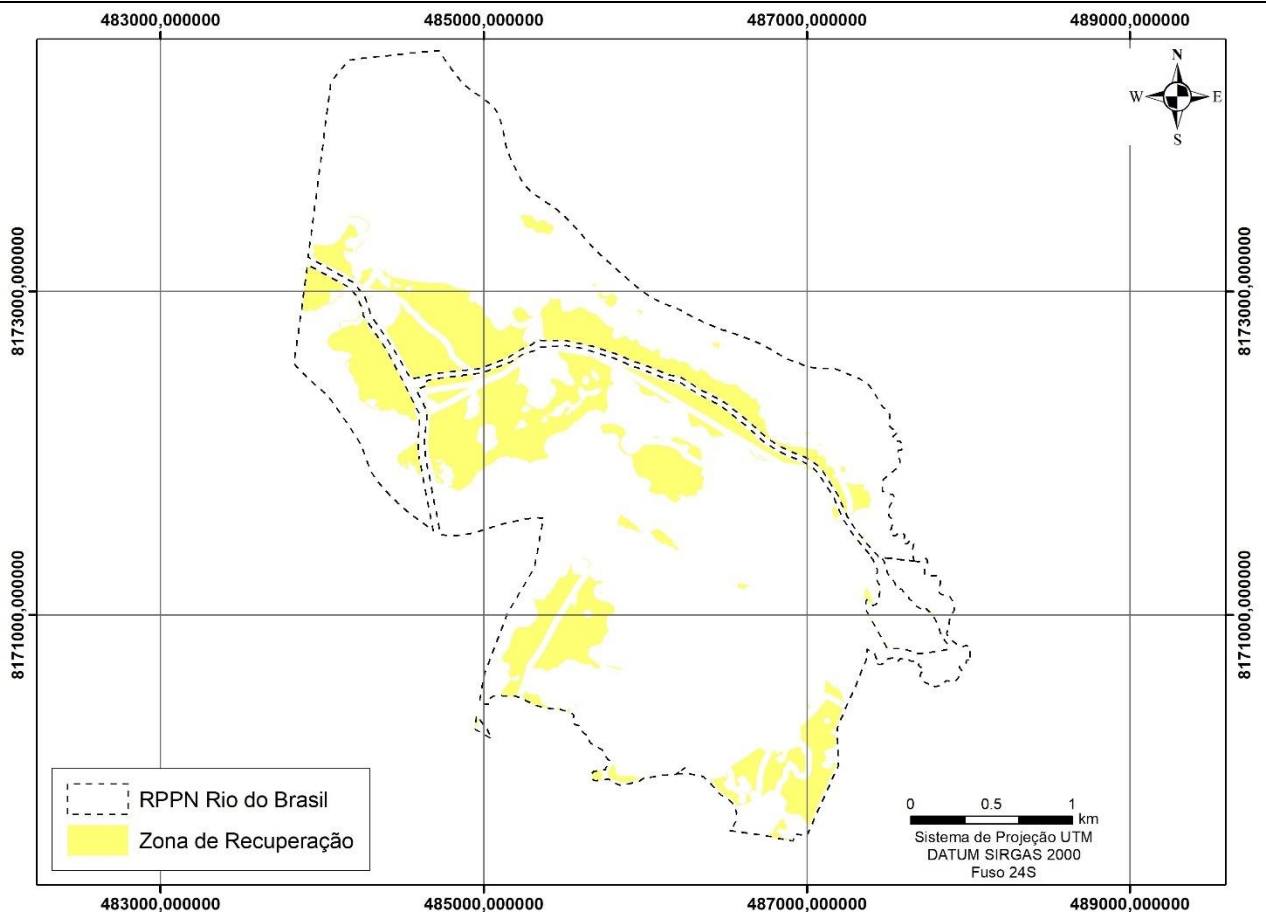 483000,000000 485000,000000 487000,000000 489000,000000
N
W E
S
8173000,000000 8173000,000000
8171000,000000 8171000,000000
RPPN Rio do Brasil
Zona de Recuperação
0 0.5 1
km
Sistema de Projeção UTM
DATUM SIRGAS 2000
Fuso 24S
483000,000000 485000,000000 487000,000000 489000,000000